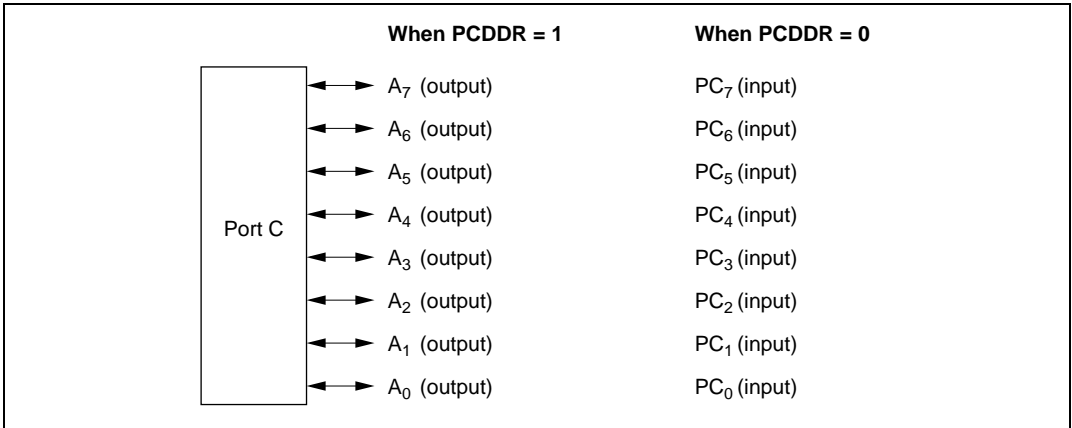 When PCDDR = 1 When PCDDR = 0
A₇ (output) PC₇ (input)
A₆ (output) PC₆ (input)
A₅ (output) PC₅ (input)
A₄ (output) PC₄ (input)
Port C
A₃ (output) PC₃ (input)
A₂ (output) PC₂ (input)
A₁ (output) PC₁ (input)
A₀ (output) PC₀ (input)